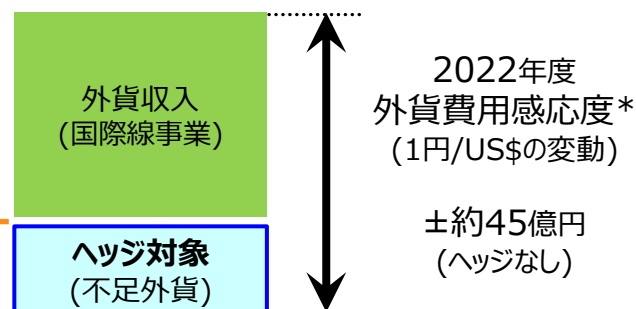 外貨収入
(国際線事業)
ヘッジ対象
(不足外貨)
2022年度
外貨費用感応度*
(1円/US$の変動)
±約45億円
(ヘッジなし)